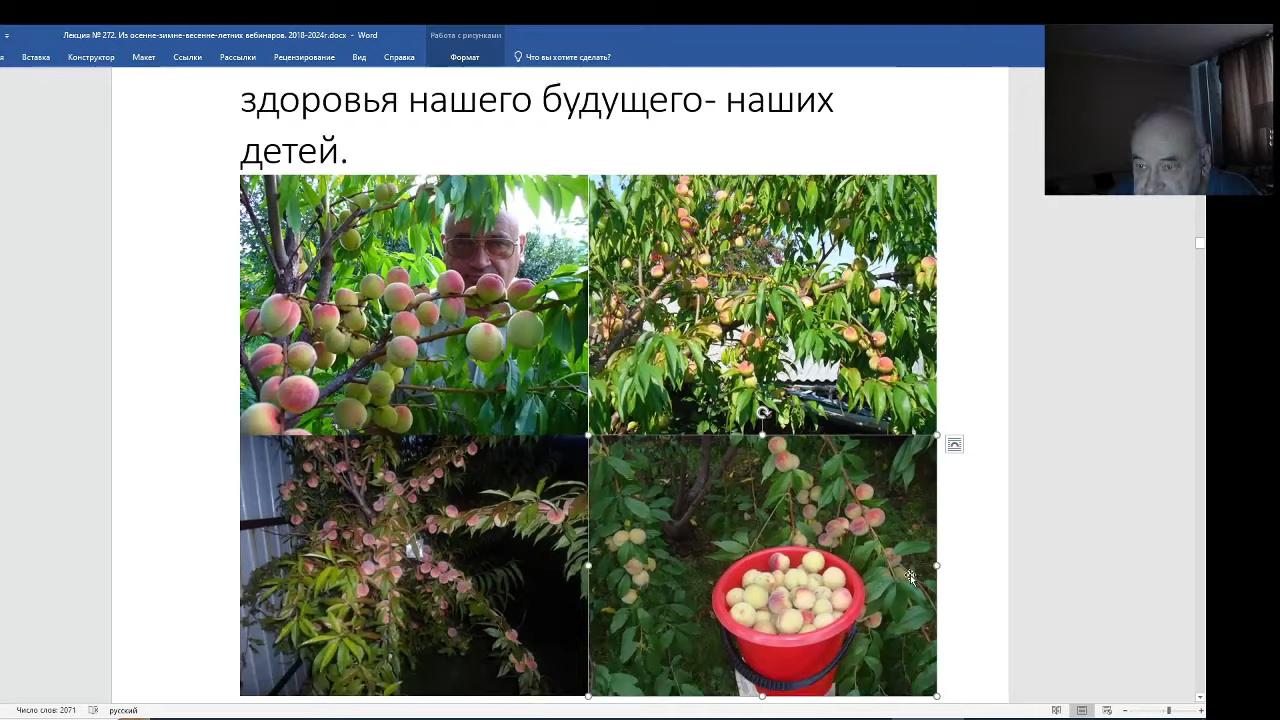 Лекция № 272. Из осенне-зимне-весенне-летних вебинаров. 2018-2024г.docx - Word
Работа с рисунками
я Вставка Конструктор Макет Ссылки Рассылки Рецензирование Вид Справка Формат Что вы хотите сделать?
здоровья нашего будущего- наших
детей.
Число слов: 2071 русский